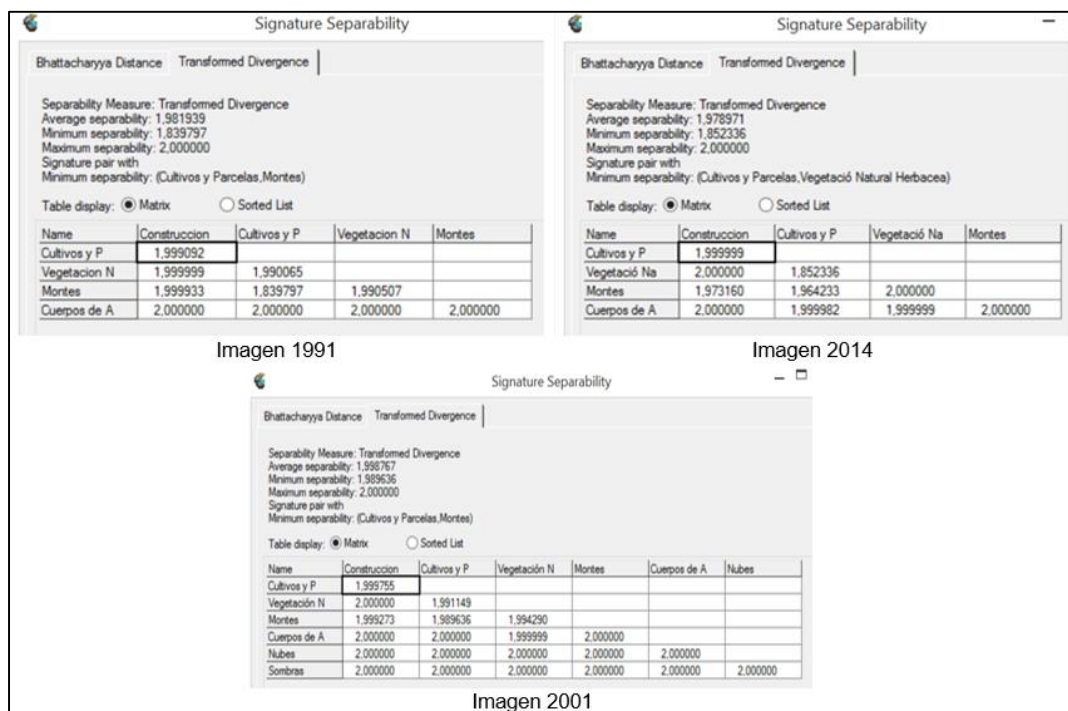 Signature Separability
Bhattacharyya Distance Transformed Divergence
Separability Measure: Transformed Divergence
Average separability: 1,981939
Minimum separability: 1,839797
Maximum separability: 2,000000
Signature pair with
Minimum separability: (Cultivos y Parcelas,Montes)
Table display: Matrix Sorted List
Name Construccion Cultivos y P Vegetacion N Montes
Cultivos y P 1,999092
Vegetacion N 1,999999 1,990065
Montes 1,999933 1,839797 1,990507
Cuerpos de A 2,000000 2,000000 2,000000 2,000000
Imagen 1991
Signature Separability
Bhattacharyya Distance Transformed Divergence
Separability Measure: Transformed Divergence
Average separability: 1,978971
Minimum separability: 1,852336
Maximum separability: 2,000000
Signature pair with
Minimum separability: (Cultivos y Parcelas,Vegetació Natural Herbacea)
Table display: Matrix Sorted List
Name Construccion Cultivos y P Vegetació Na Montes
Cultivos y P 1,999999
Vegetació Na 2,000000 1,852336
Montes 1,973160 1,964233 2,000000
Cuerpos de A 2,000000 1,999982 1,999999 2,000000
Imagen 2014
Signature Separability
Bhattacharyya Distance Transformed Divergence
Separability Measure: Transformed Divergence
Average separability: 1,998767
Minimum separability: 1,989636
Maximum separability: 2,000000
Signature pair with
Minimum separability: (Cultivos y Parcelas,Montes)
Table display: Matrix Sorted List
Name Construccion Cultivos y P Vegetación N Montes Cuerpos de A Nubes
Cultivos y P 1,999755
Vegetación N 2,000000 1,991149
Montes 1,999273 1,989636 1,994290
Cuerpos de A 2,000000 2,000000 1,999999 2,000000
Nubes 2,000000 2,000000 2,000000 2,000000 2,000000
Sombras 2,000000 2,000000 2,000000 2,000000 2,000000 2,000000
Imagen 2001